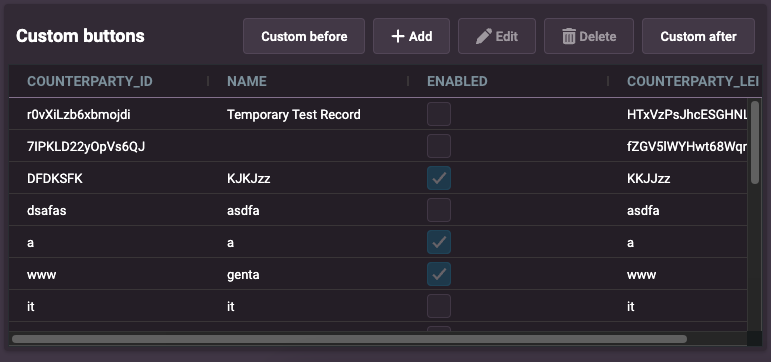 Custom buttons Custom before Add Edit Delete Custom after
COUNTERPARTY_ID NAME ENABLED COUNTERPARTY_LEI
r0vXiLzb6xbmojdi Temporary Test Record HTxVzPsJhcESGHNL
7IPKLD22yOpVs6QJ fZGV5lWYHwt68Wqr
DFDKSFK KJKJzz KKJJzz
dsafas asdfa asdfa
a a a
www genta www
it it it